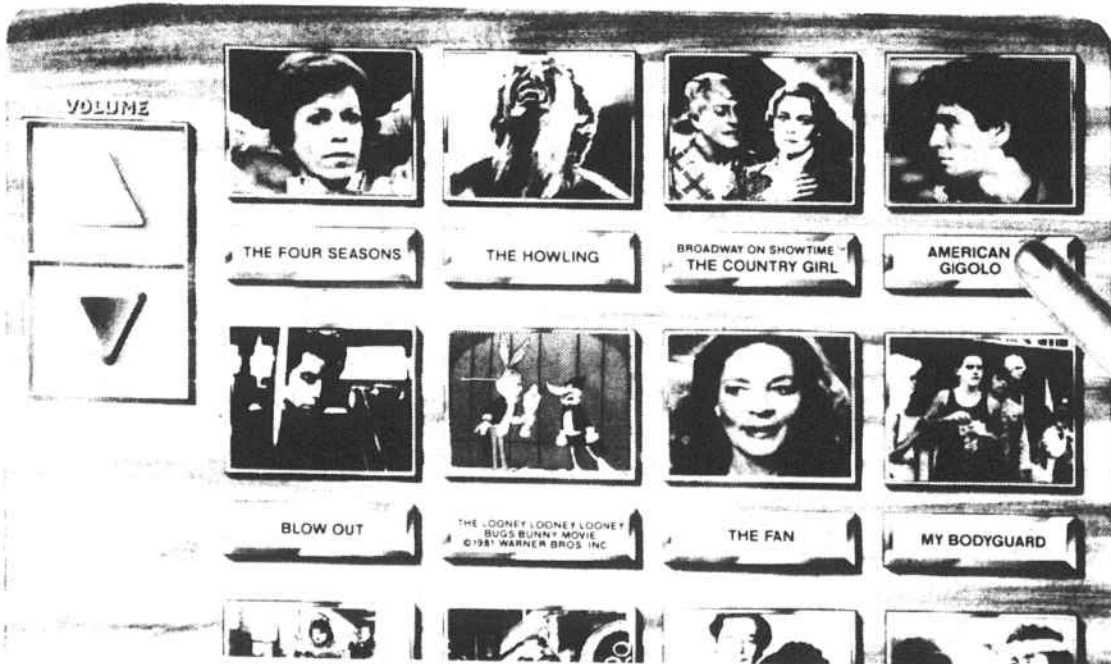 VOLUME
THE FOUR SEASONS
THE HOWLING
BROADWAY ON SHOWTIME™
THE COUNTRY GIRL
AMERICAN
GIGOLO
BLOW OUT
THE LOONEY LOONEY LOONEY
BUGS BUNNY MOVIE
©1981 WARNER BROS. INC
THE FAN
MY BODYGUARD